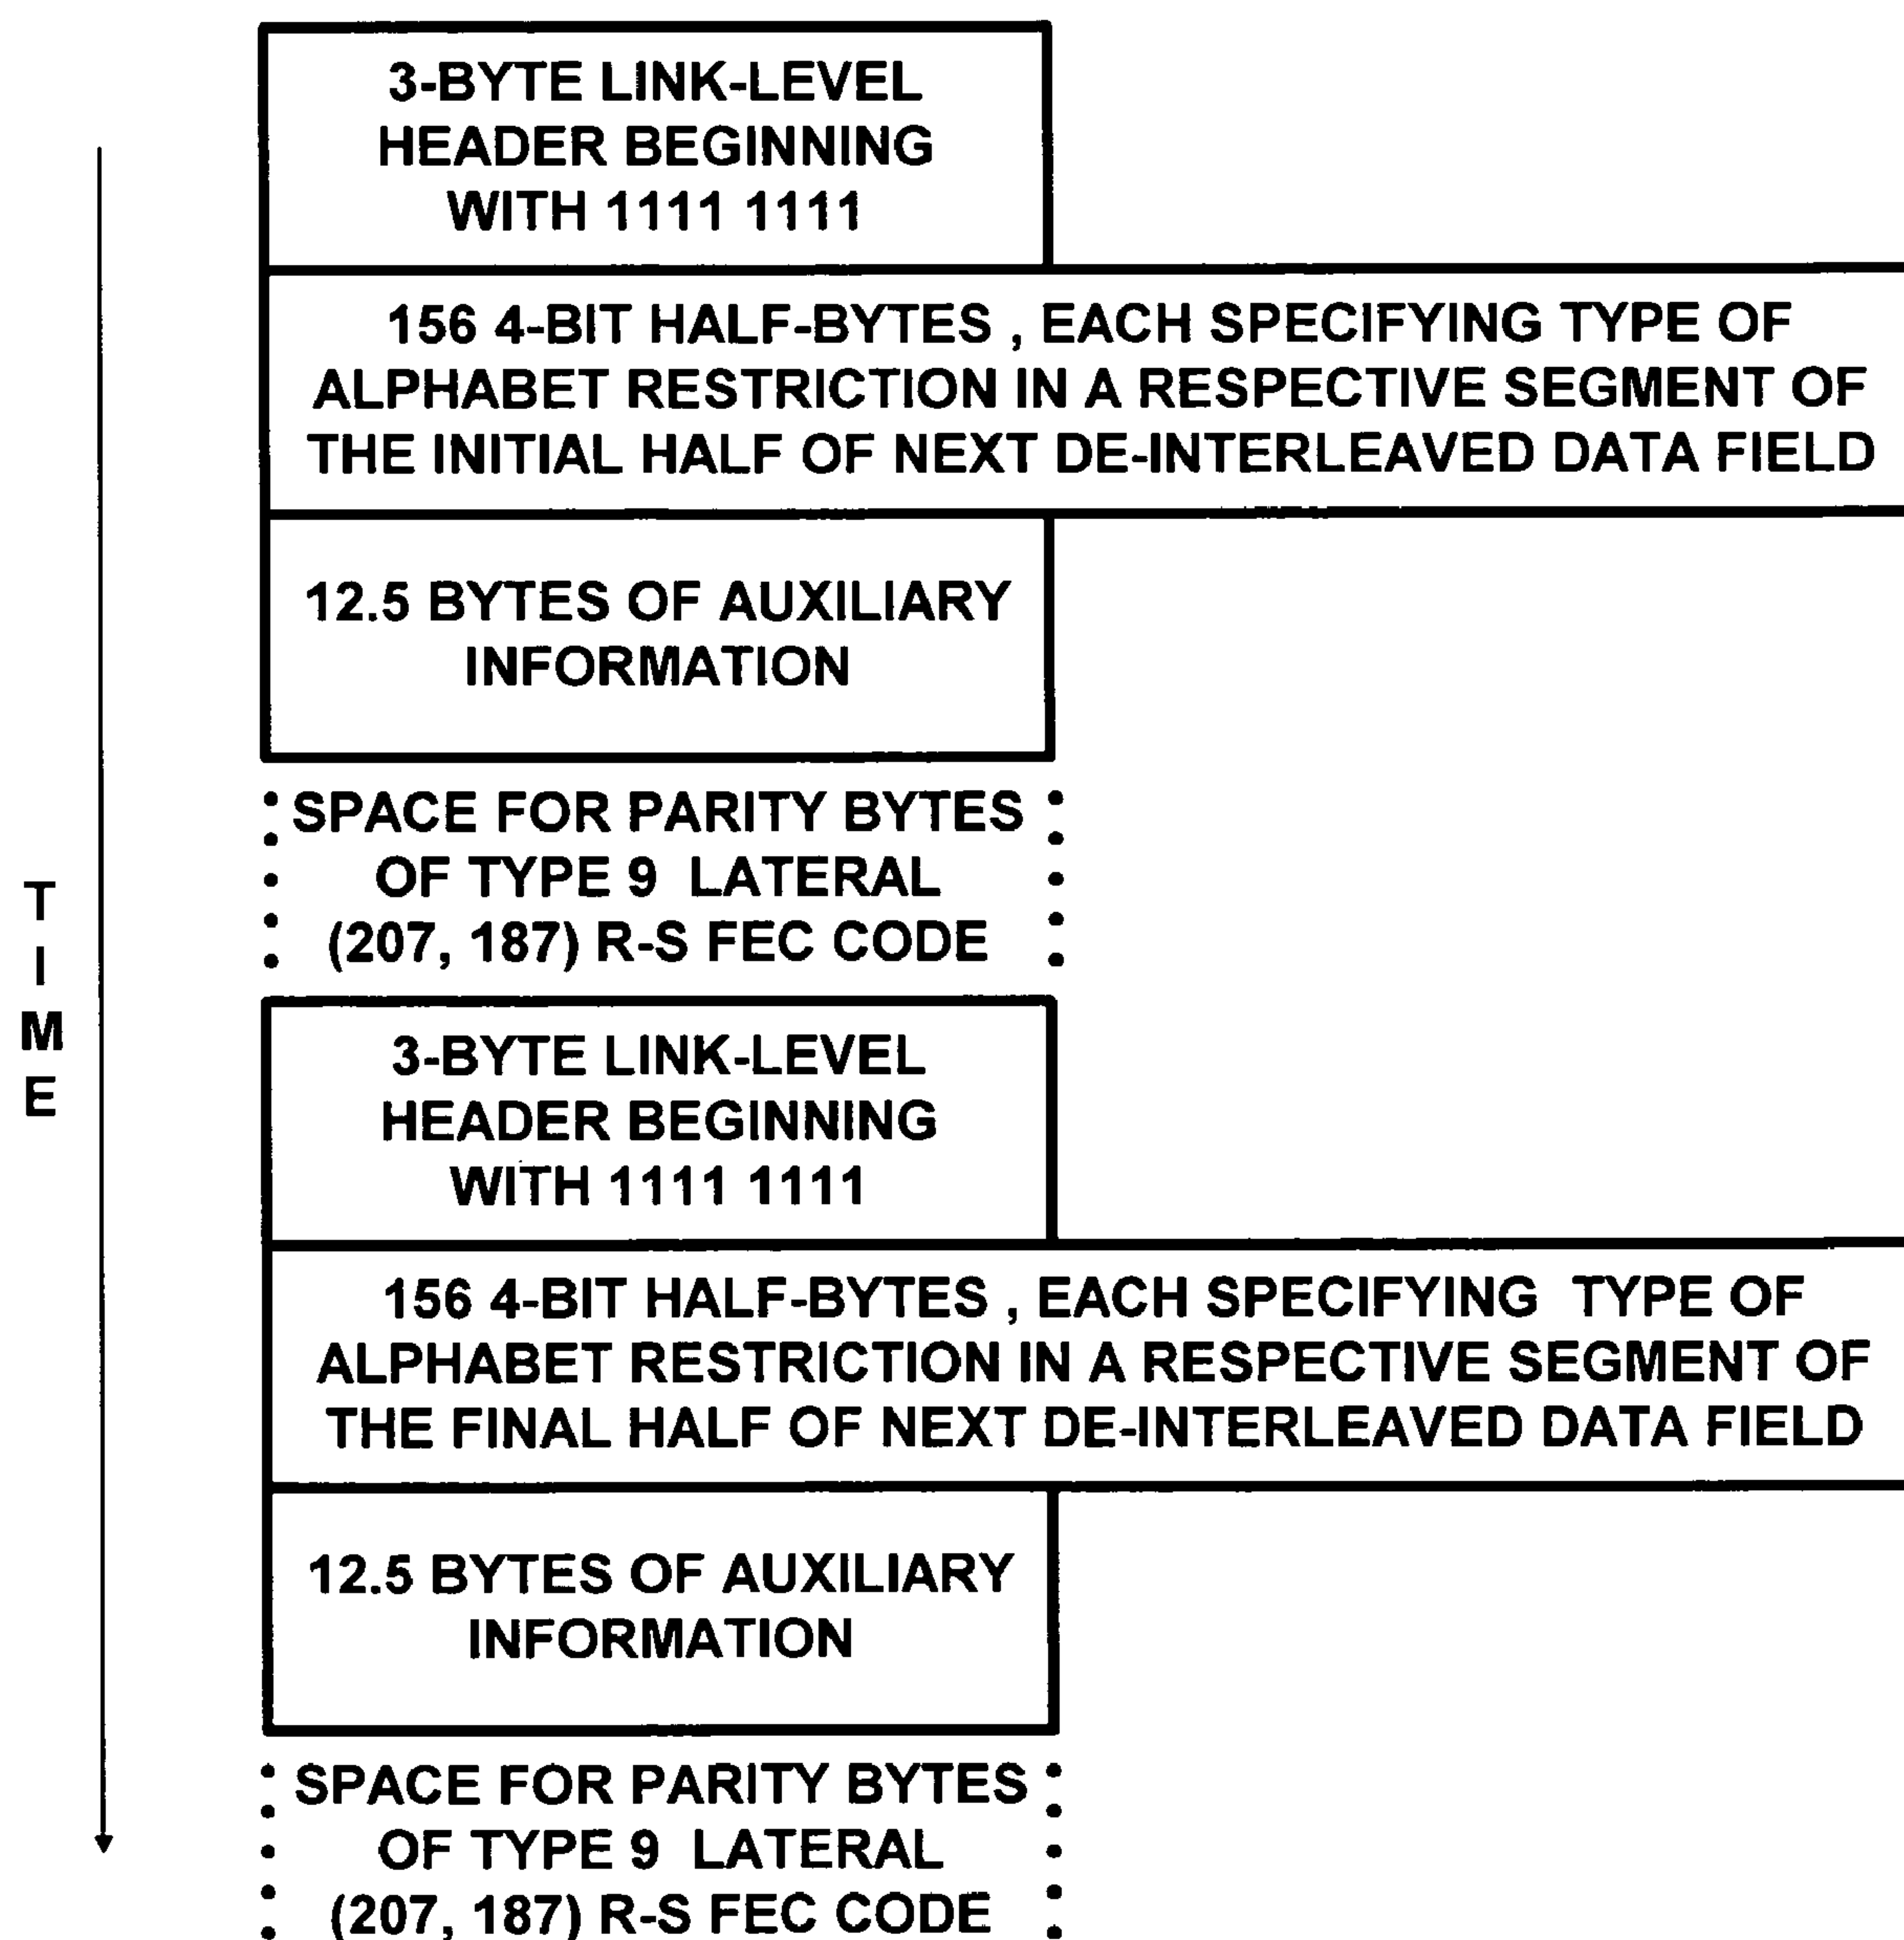 3-BYTE LINK-LEVEL
HEADER BEGINNING
WITH 1111 1111
156 4-BIT HALF-BYTES , EACH SPECIFYING TYPE OF
ALPHABET RESTRICTION IN A RESPECTIVE SEGMENT OF
THE INITIAL HALF OF NEXT DE-INTERLEAVED DATA FIELD
12.5 BYTES OF AUXILIARY
INFORMATION
SPACE FOR PARITY BYTES
OF TYPE 9 LATERAL
(207, 187) R-S FEC CODE
TIME
3-BYTE LINK-LEVEL
HEADER BEGINNING
WITH 1111 1111
156 4-BIT HALF-BYTES , EACH SPECIFYING TYPE OF
ALPHABET RESTRICTION IN A RESPECTIVE SEGMENT OF
THE FINAL HALF OF NEXT DE-INTERLEAVED DATA FIELD
12.5 BYTES OF AUXILIARY
INFORMATION
SPACE FOR PARITY BYTES
OF TYPE 9 LATERAL
(207, 187) R-S FEC CODE